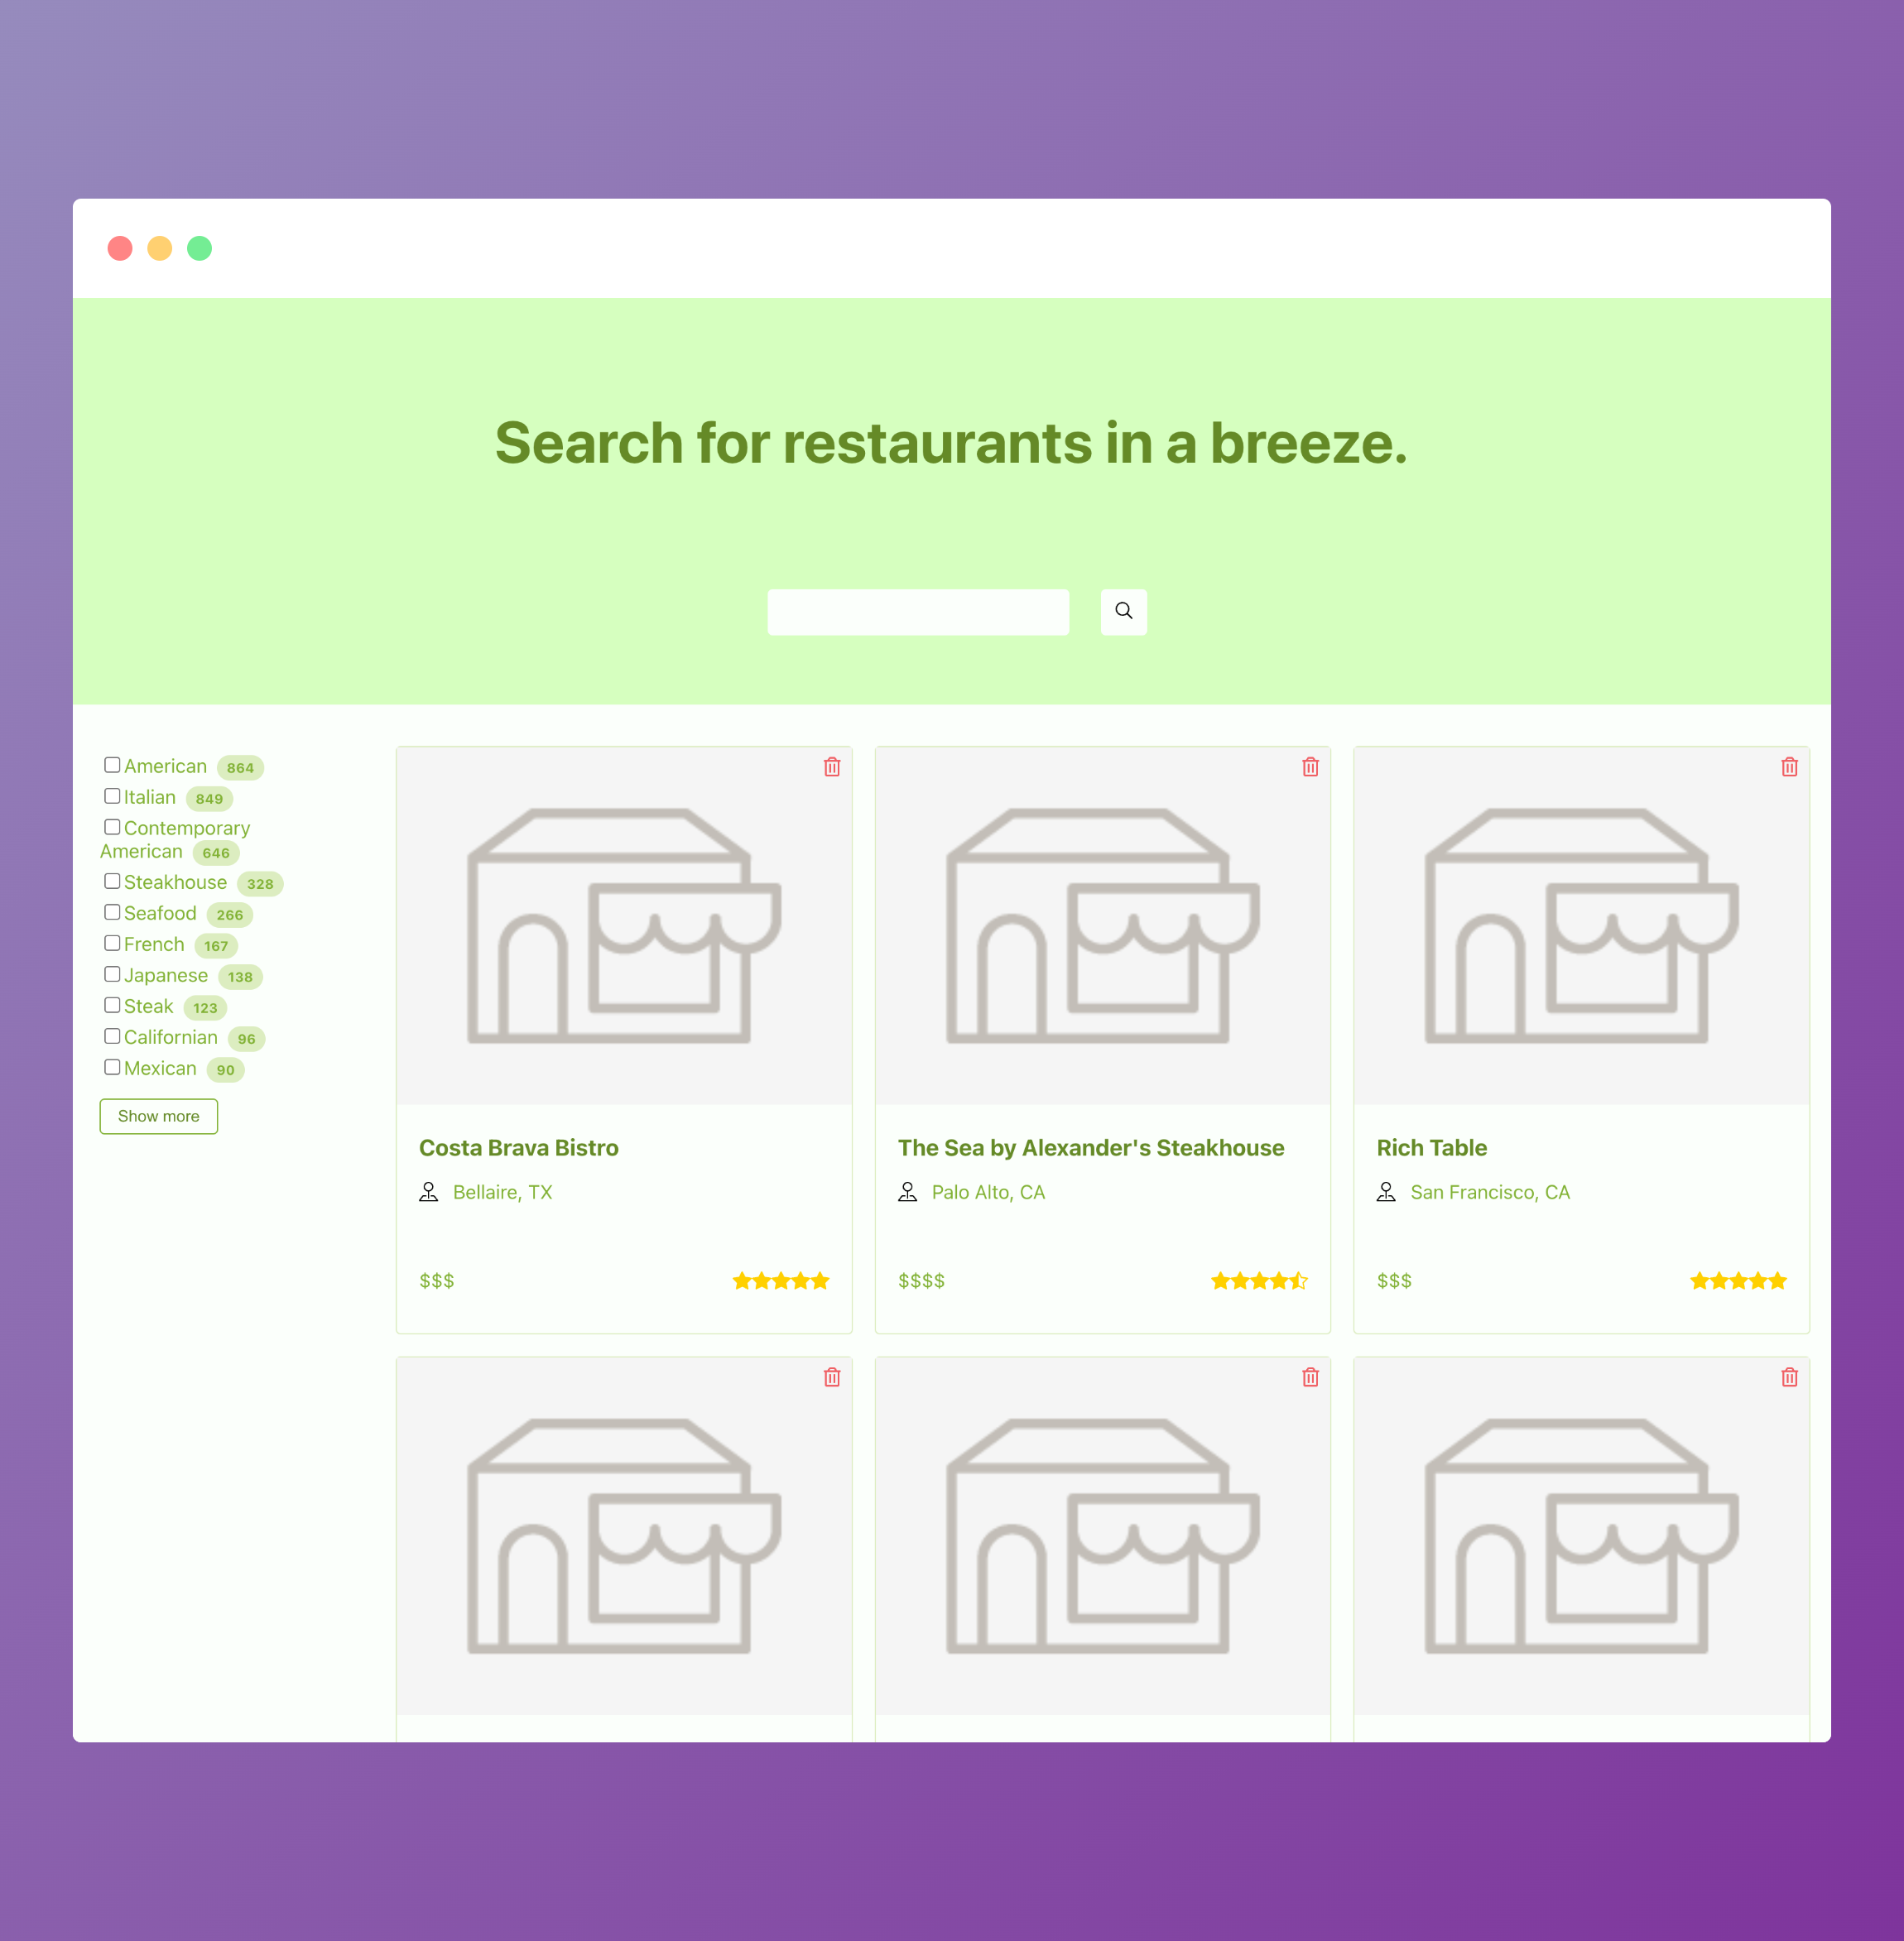 Search for restaurants in a breeze.
American 864
Italian 849
Contemporary
American 646
Steakhouse 328
Seafood 266
French 167
Japanese 138
Steak 123
Californian 96
Mexican 90
Show more
Costa Brava Bistro
Bellaire, TX
$$$
The Sea by Alexander's Steakhouse
Palo Alto, CA
$$$$
Rich Table
San Francisco, CA
$$$